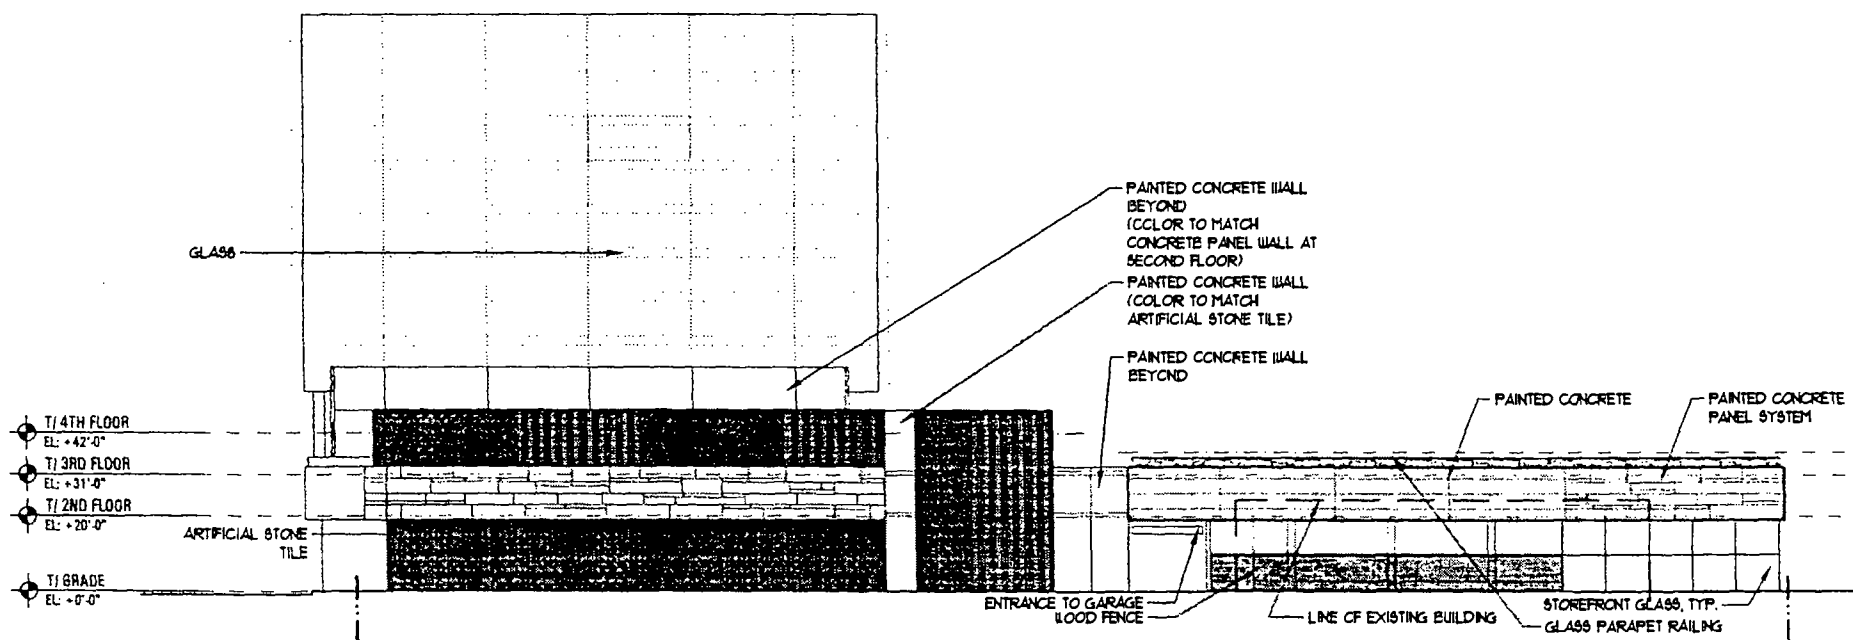 PAINTED CONCRETE WALL
BEYOND
(CCLOR TO MATCH
CONCRETE PANEL WALL AT
SECOND FLOOR)
GLASS
PAINTED CONCRETE WALL
(COLOR TO MATCH
ARTIFICIAL STONE TILE)
PAINTED CONCRETE WALL
BEYOND
PAINTED CONCRETE
PAINTED CONCRETE
PANEL SYSTEM
T/ 4TH FLOOR
EL: +42'-0"
T/ 3RD FLOOR
EL: +31'-0"
T/ 2ND FLOOR
EL: +20'-0"
ARTIFICIAL STONE
TILE
T/ GRADE
EL: +0'-0"
ENTRANCE TO GARAGE
WOOD FENCE
LINE OF EXISTING BUILDING
STOREFRONT GLASS, TYP.
GLASS PARAPET RAILING